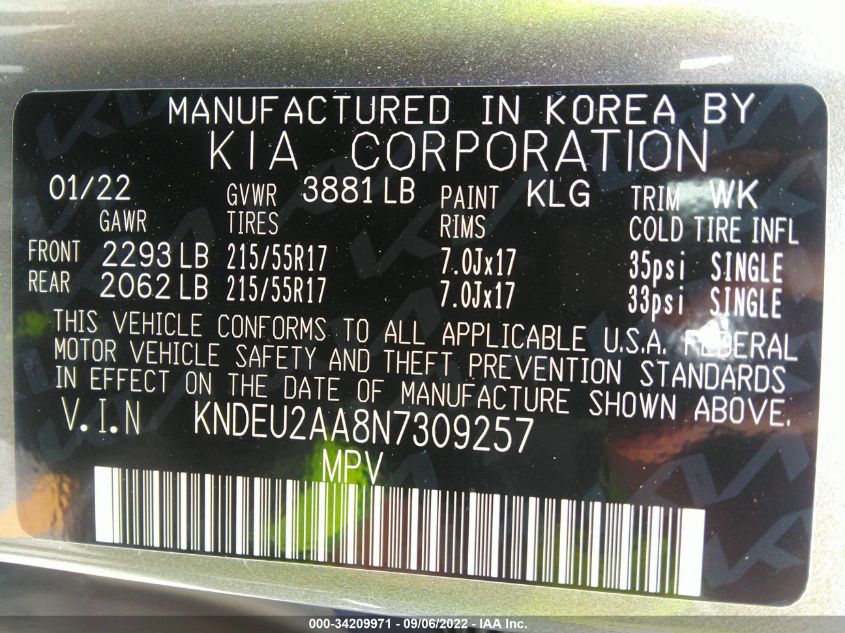 MANUFACTURED IN KOREA BY
KIA CORPORATION
01/22 GVWR 3881 LB PAINT KLG TRIM WK
GAWR TIRES RIMS COLD TIRE INFL
FRONT 2293 LB 215/55R17 7.0Jx17 35psi SINGLE
REAR 2062 LB 215/55R17 7.0Jx17 33psi SINGLE
THIS VEHICLE CONFORMS TO ALL APPLICABLE U.S.A. FEDERAL
MOTOR VEHICLE SAFETY AND THEFT PREVENTION STANDARDS
IN EFFECT ON THE DATE OF MANUFACTURE SHOWN ABOVE.
V.I.N KNDEU2AA8N7309257
MPV
000-34209971 - 09/06/2022 - IAA Inc.